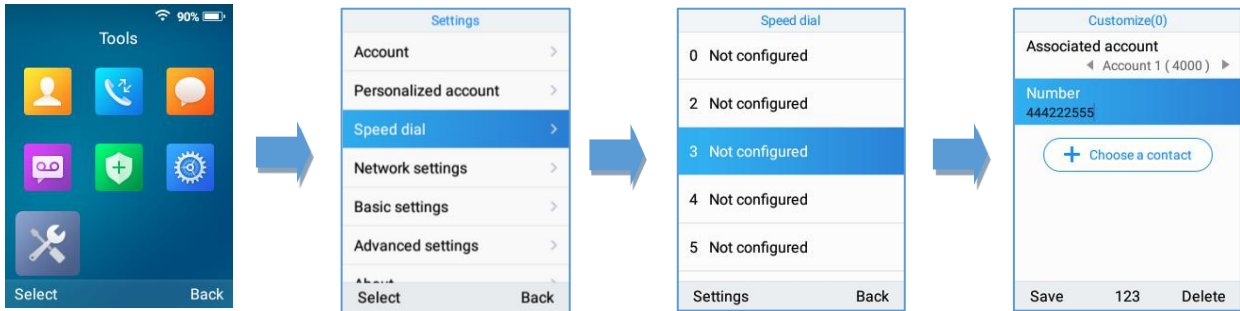 90%
Tools
Select Back
Settings
Account
Personalized account
Speed dial
Network settings
Basic settings
Advanced settings
About
Select Back
Speed dial
0 Not configured
2 Not configured
3 Not configured
4 Not configured
5 Not configured
Settings Back
Customize(0)
Associated account
Account 1 ( 4000 )
Number
444222555
+ Choose a contact
Save 123 Delete